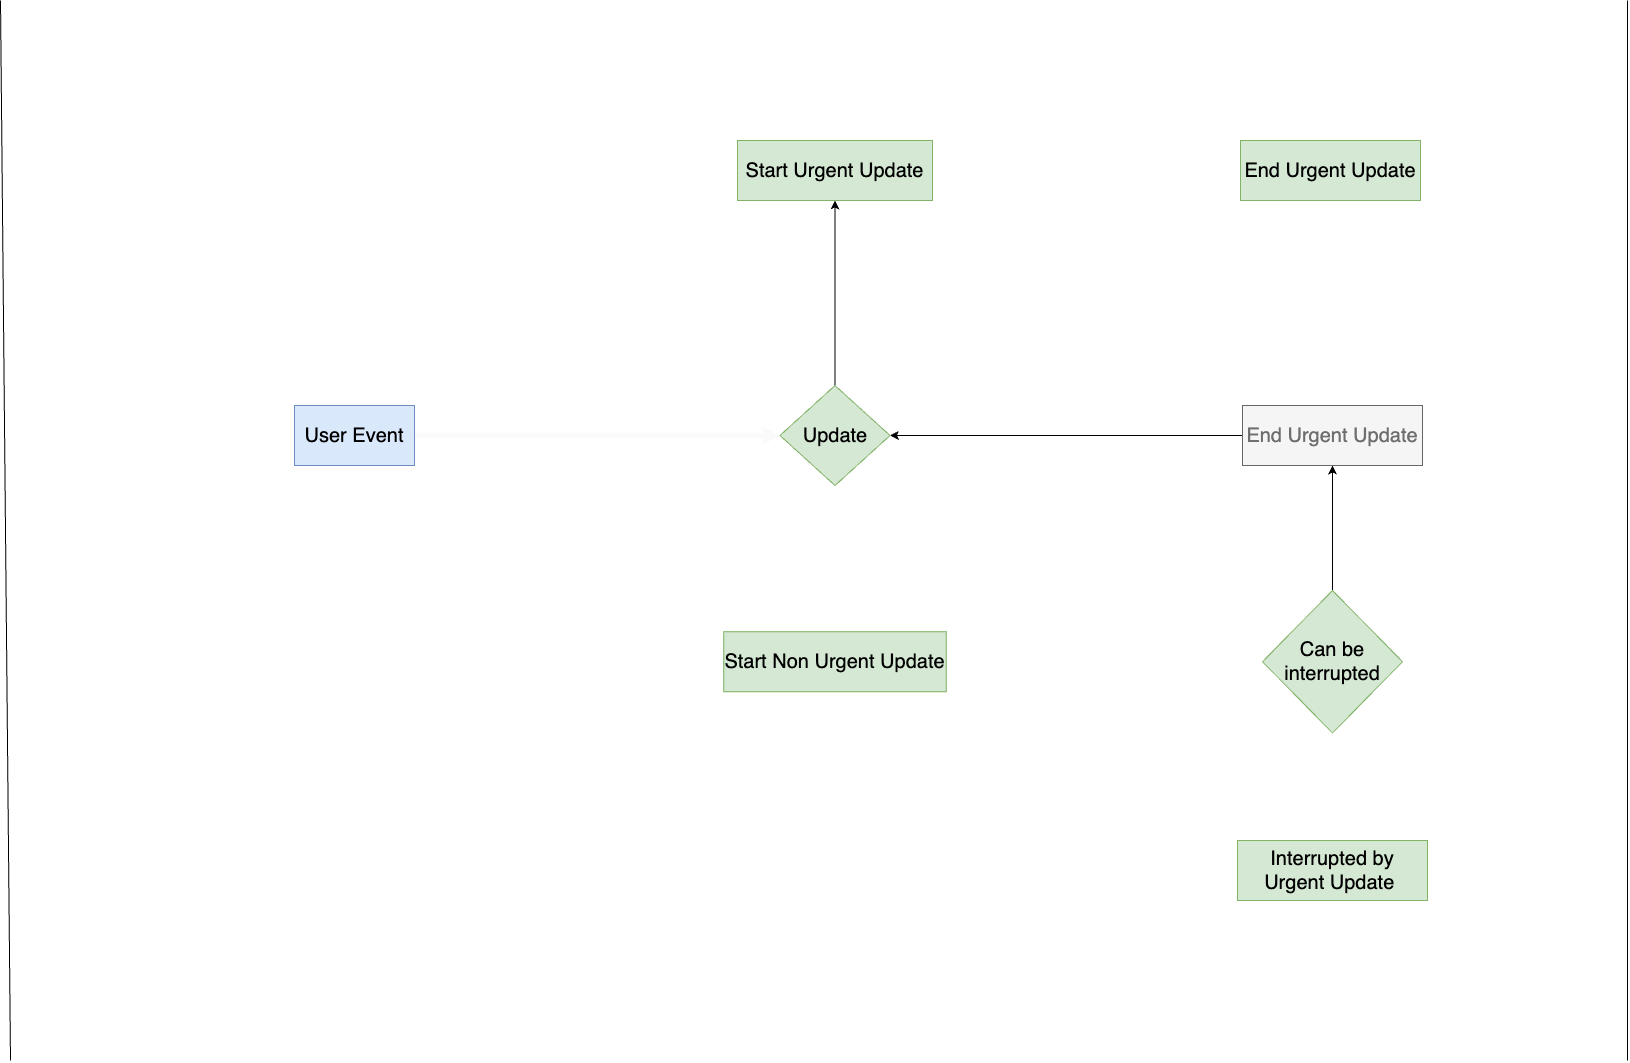 Start Urgent Update
End Urgent Update
User Event
Update
End Urgent Update
Start Non Urgent Update
Can be
interrupted
Interrupted by
Urgent Update